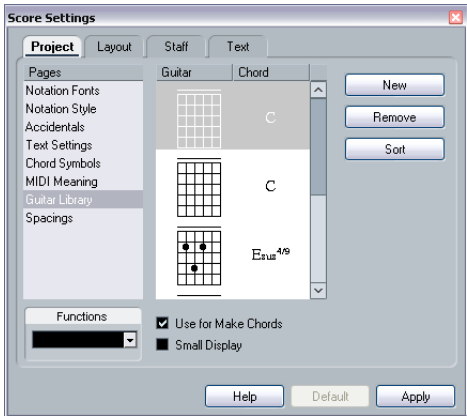 Score Settings
Project Layout Staff Text
Pages
Notation Fonts
Notation Style
Accidentals
Text Settings
Chord Symbols
MIDI Meaning
Guitar Library
Spacings
Functions
Guitar Chord
C
C
Esus4/9
Use for Make Chords
Small Display
New
Remove
Sort
Help Default Apply